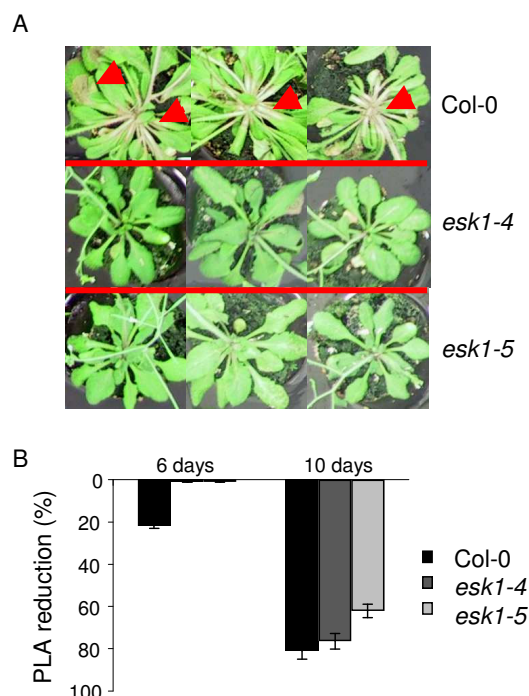 A
Col-0
esk1-4
esk1-5
B
6 days 10 days
0
20
40
60
80
100
PLA reduction (%)
Col-0
esk1-4
esk1-5